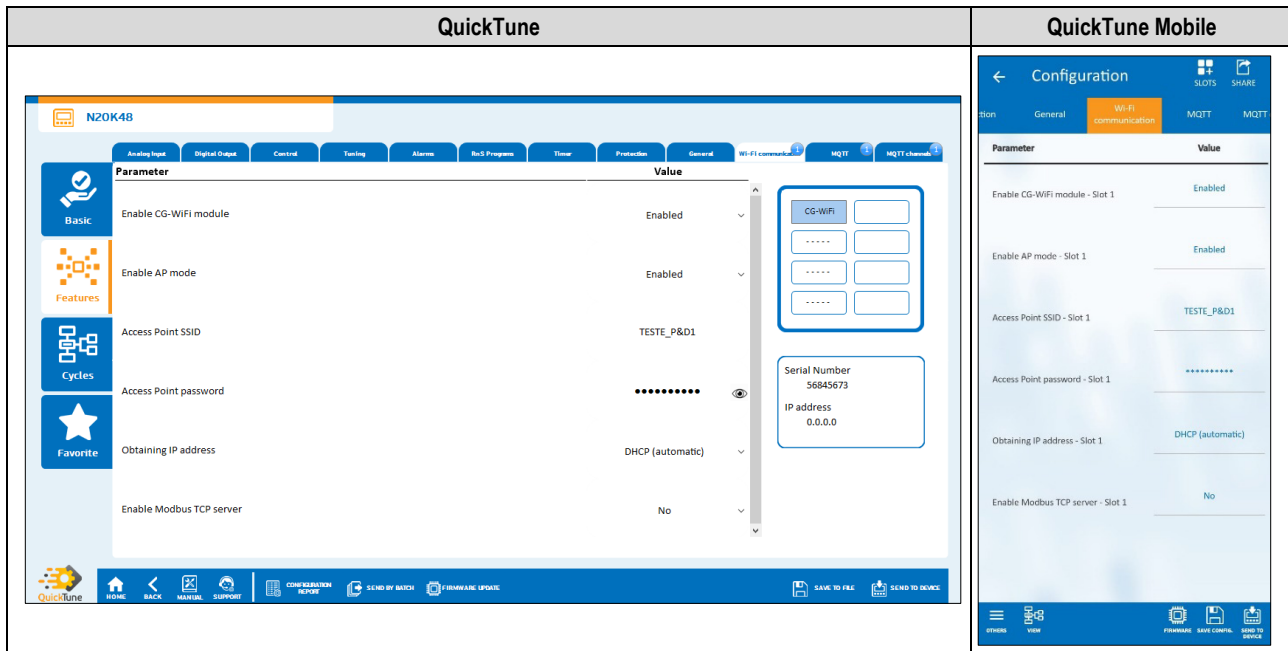 QuickTune
QuickTune Mobile
N20K48
Analog Input
Digital Output
Control
Tuning
Alarms
RnS Programs
Timer
Protection
General
Wi-Fi communicat
1
MQTT
1
MQTT channels
1
Basic
Features
Cycles
Favorite
Parameter
Value
Enable CG-WiFi module
Enabled
Enable AP mode
Enabled
Access Point SSID
TESTE_P&D1
Access Point password
••••••••••
Obtaining IP address
DHCP (automatic)
Enable Modbus TCP server
No
CG-WiFi
-----
-----
-----
Serial Number
56845673
IP address
0.0.0.0
QuickTune
HOME
BACK
MANUAL
SUPPORT
CONFIGURATION
REPORT
SEND BY BATCH
FIRMWARE UPDATE
SAVE TO FILE
SEND TO DEVICE
Configuration
SLOTS
SHARE
tion
General
Wi-Fi
communication
MQTT
MQTT
Parameter
Value
Enable CG-WiFi module - Slot 1
Enabled
Enable AP mode - Slot 1
Enabled
Access Point SSID - Slot 1
TESTE_P&D1
Access Point password - Slot 1
**********
Obtaining IP address - Slot 1
DHCP (automatic)
Enable Modbus TCP server - Slot 1
No
OTHERS
VIEW
FIRMWARE
SAVE CONFIG.
SEND TO
DEVICE